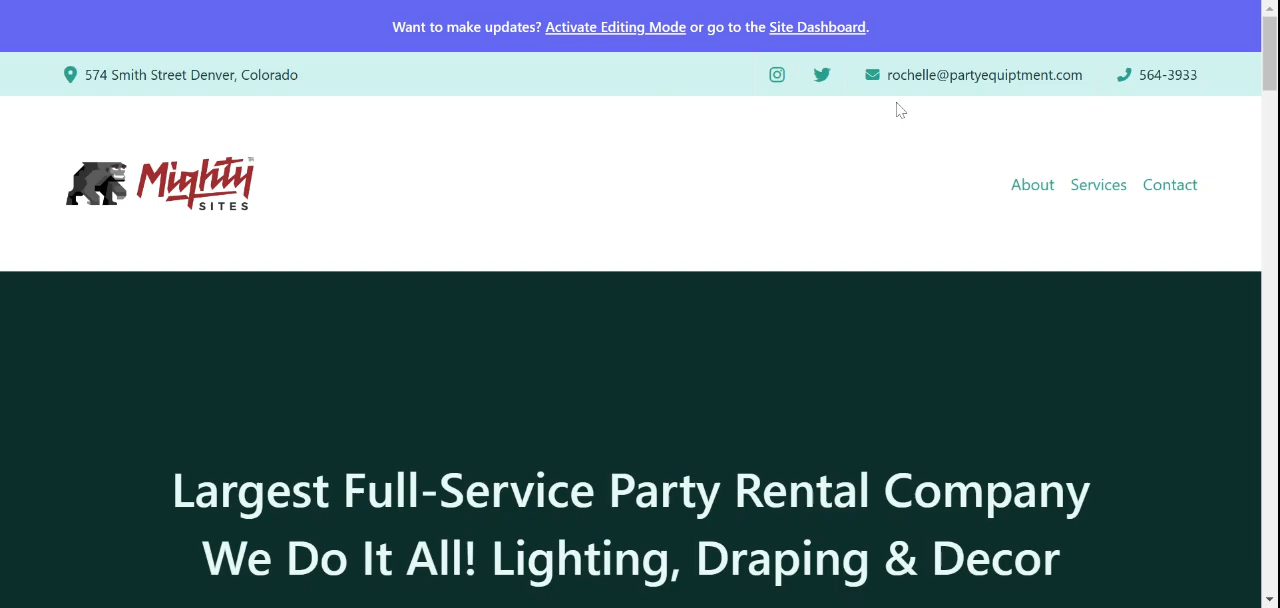 Want to make updates? Activate Editing Mode or go to the Site Dashboard.
574 Smith Street Denver, Colorado
rochelle@partyequiptment.com
564-3933
Mighty
SITES
About Services Contact
Largest Full-Service Party Rental Company
We Do It All! Lighting, Draping & Decor